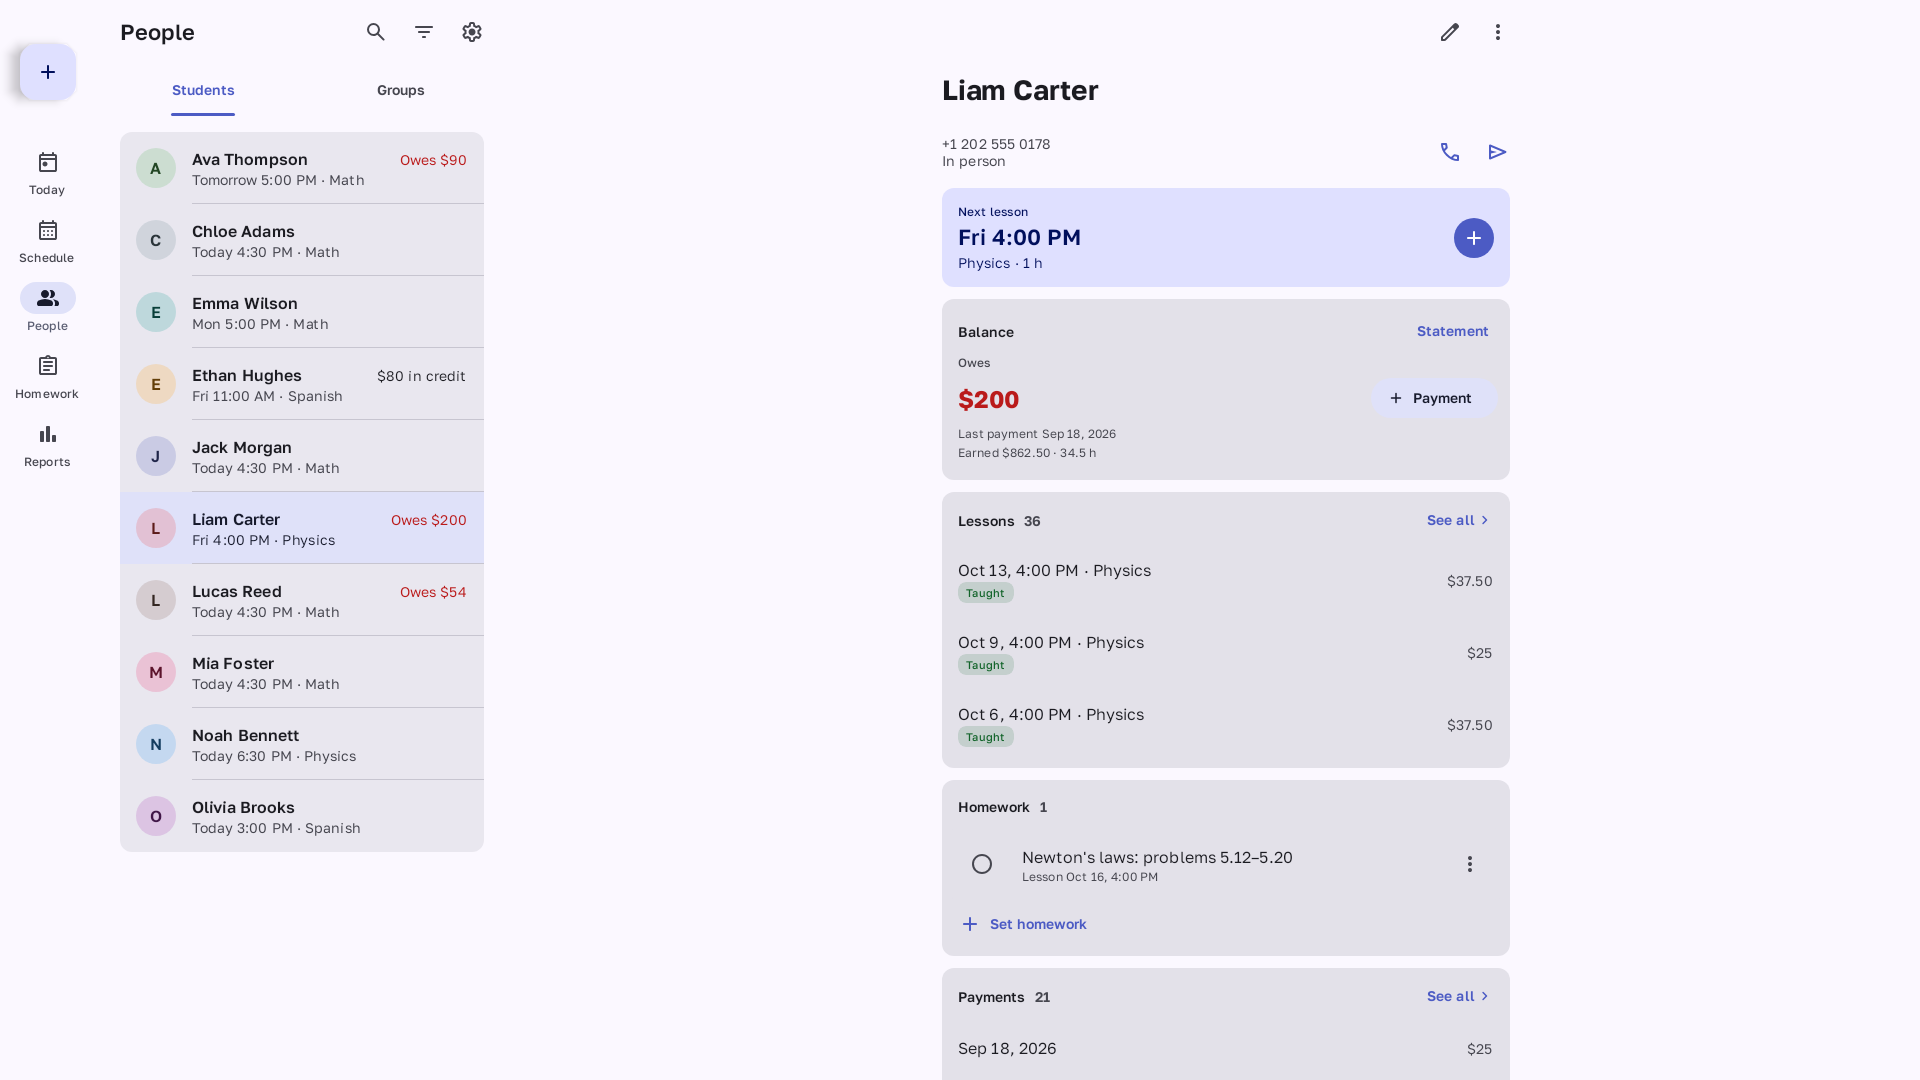 People
Students
Groups
Today
Schedule
People
Homework
Reports
A
Ava Thompson
Owes $90
Tomorrow 5:00 PM · Math
C
Chloe Adams
Today 4:30 PM · Math
E
Emma Wilson
Mon 5:00 PM · Math
E
Ethan Hughes
$80 in credit
Fri 11:00 AM · Spanish
J
Jack Morgan
Today 4:30 PM · Math
L
Liam Carter
Owes $200
Fri 4:00 PM · Physics
L
Lucas Reed
Owes $54
Today 4:30 PM · Math
M
Mia Foster
Today 4:30 PM · Math
N
Noah Bennett
Today 6:30 PM · Physics
O
Olivia Brooks
Today 3:00 PM · Spanish
Liam Carter
+1 202 555 0178
In person
Next lesson
Fri 4:00 PM
Physics · 1 h
Balance
Statement
Owes
$200
Payment
Last payment Sep 18, 2026
Earned $862.50 · 34.5 h
Lessons 36
See all
Oct 13, 4:00 PM · Physics
Taught
$37.50
Oct 9, 4:00 PM · Physics
Taught
$25
Oct 6, 4:00 PM · Physics
Taught
$37.50
Homework 1
Newton's laws: problems 5.12–5.20
Lesson Oct 16, 4:00 PM
Set homework
Payments 21
See all
Sep 18, 2026
$25